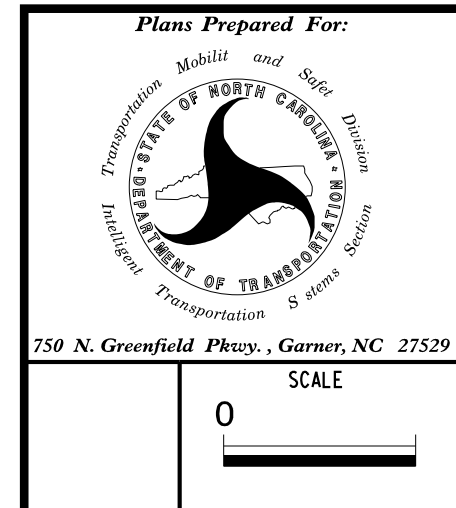 Plans Prepared For:
Transportation Mobilit and Safet Division
STATE OF NORTH CAROLINA
DEPARTMENT OF TRANSPORTATION
Intelligent Transportation S stems Section
750 N. Greenfield Pkwy. , Garner, NC 27529
SCALE
0